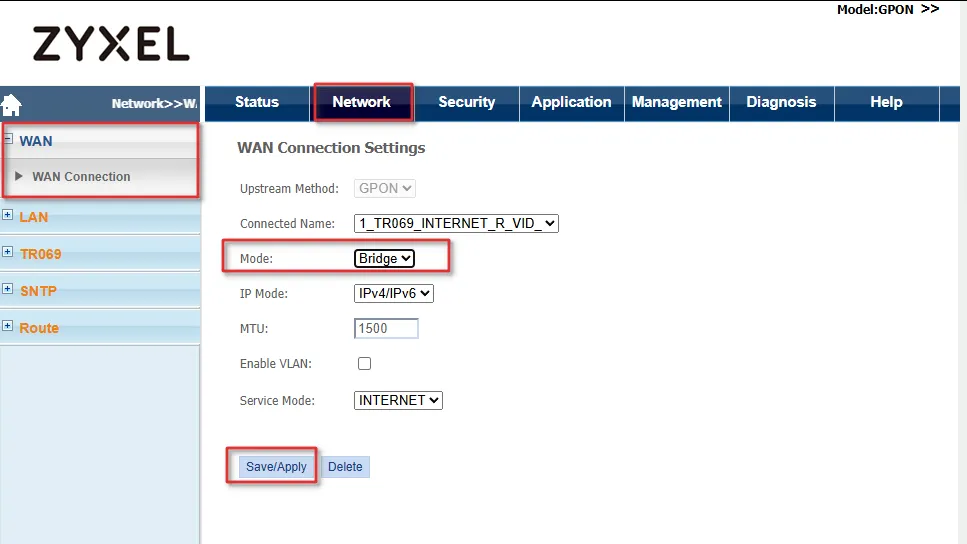 Model:GPON >>
ZYXEL
Network>>WA
Status Network Security Application Management Diagnosis Help
WAN
WAN Connection
LAN
TR069
SNTP
Route
WAN Connection Settings
Upstream Method: GPON
Connected Name: 1_TR069_INTERNET_R_VID_
Mode: Bridge
IP Mode: IPv4/IPv6
MTU: 1500
Enable VLAN:
Service Mode: INTERNET
Save/Apply Delete